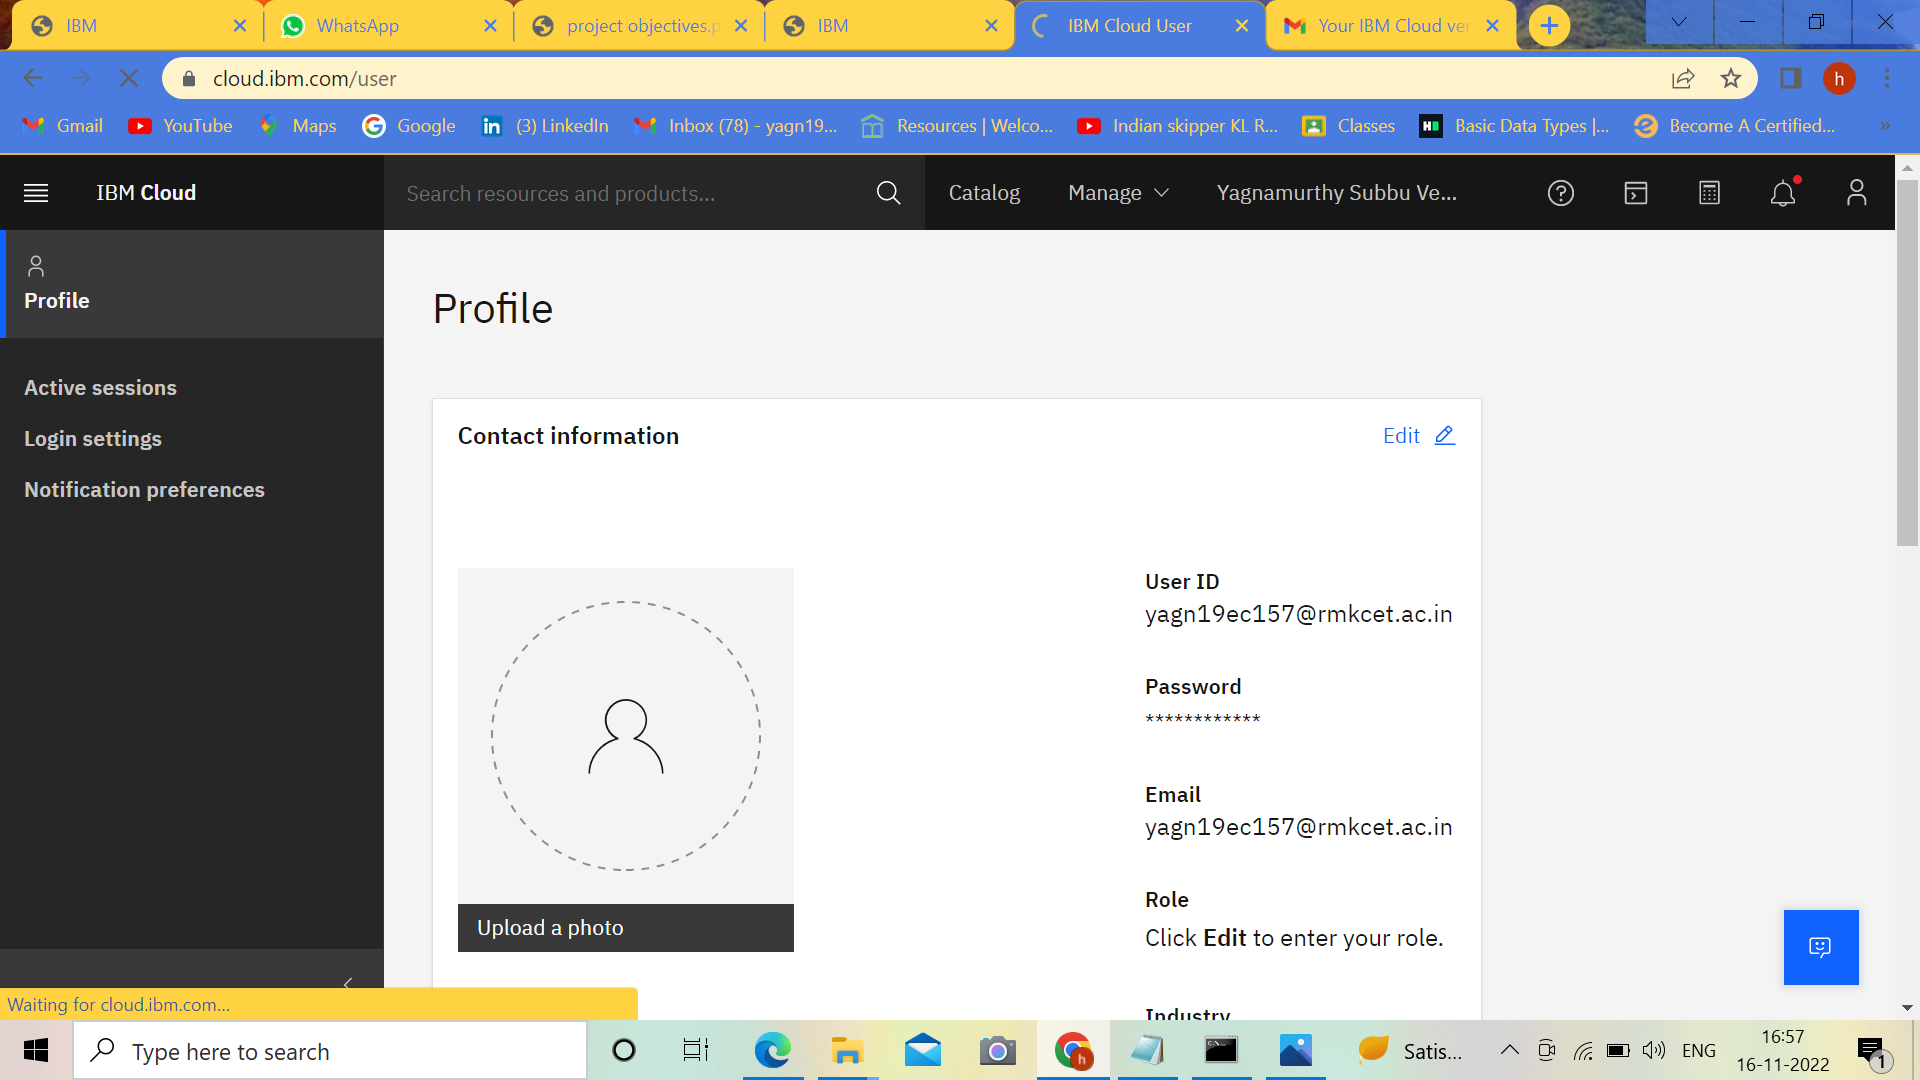 IBM
WhatsApp
project objectives.p
IBM
IBM Cloud User
Your IBM Cloud ver
cloud.ibm.com/user
h
Gmail
YouTube
Maps
Google
(3) LinkedIn
Inbox (78) - yagn19...
Resources | Welco...
Indian skipper KL R...
Classes
Basic Data Types |...
Become A Certified...
»
IBM Cloud
Search resources and products...
Catalog
Manage
Yagnamurthy Subbu Ve...
Profile
Active sessions
Login settings
Notification preferences
Profile
Contact information
Edit
User ID
yagn19ec157@rmkcet.ac.in
Password
************
Email
yagn19ec157@rmkcet.ac.in
Role
Click Edit to enter your role.
Upload a photo
Industry
Waiting for cloud.ibm.com...
Type here to search
h
Satis...
ENG
16:57
16-11-2022
1